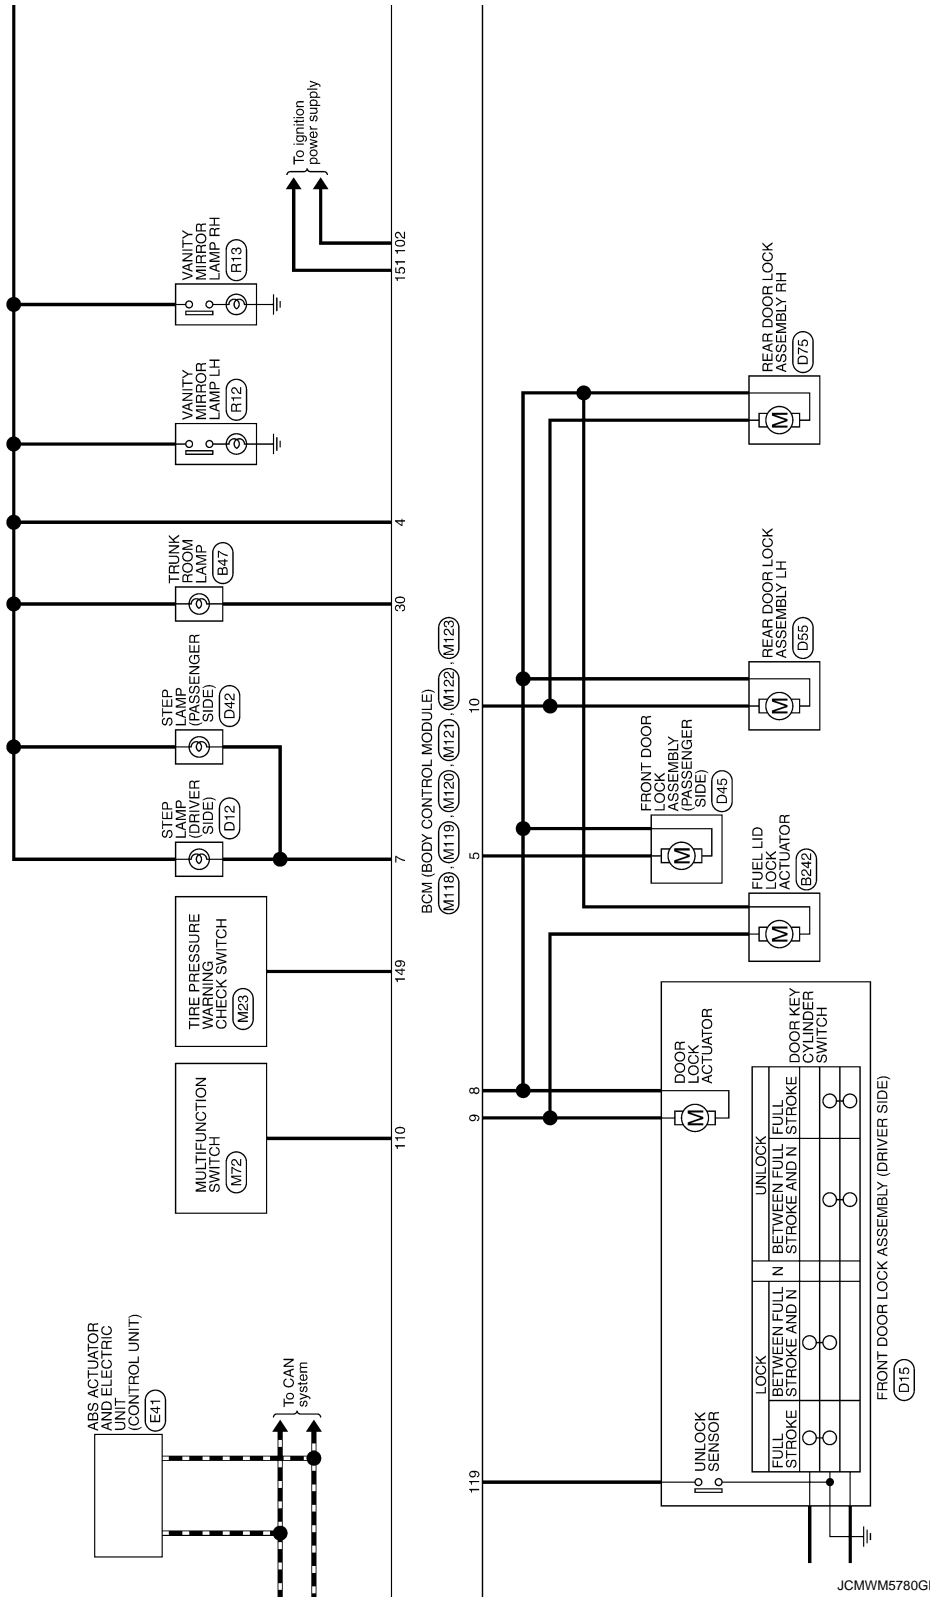 ABS ACTUATOR
AND ELECTRIC
UNIT
(CONTROL UNIT)
E41
To CAN
system
MULTIFUNCTION
SWITCH
M72
110
TIRE PRESSURE
WARNING
CHECK SWITCH
M23
149
STEP
LAMP
(DRIVER
SIDE)
D12
7
STEP
LAMP
(PASSENGER
SIDE)
D42
TRUNK
ROOM
LAMP
B47
30
4
VANITY
MIRROR
LAMP LH
R12
VANITY
MIRROR
LAMP RH
R13
151 102
To ignition
power supply
BCM (BODY CONTROL MODULE)
M118 , M119 , M120 , M121 , M122 , M123
119
9
8
5
10
UNLOCK
SENSOR
DOOR
LOCK
ACTUATOR
LOCK
N
UNLOCK
FULL
STROKE
BETWEEN FULL
STROKE AND N
BETWEEN FULL
STROKE AND N
FULL
STROKE
DOOR KEY
CYLINDER
SWITCH
FRONT DOOR LOCK ASSEMBLY (DRIVER SIDE)
D15
M
FUEL LID
LOCK
ACTUATOR
B242
M
FRONT DOOR
LOCK
ASSEMBLY
(PASSENGER
SIDE)
D45
M
REAR DOOR LOCK
ASSEMBLY LH
D55
M
REAR DOOR LOCK
ASSEMBLY RH
D75
M
JCMWM5780G